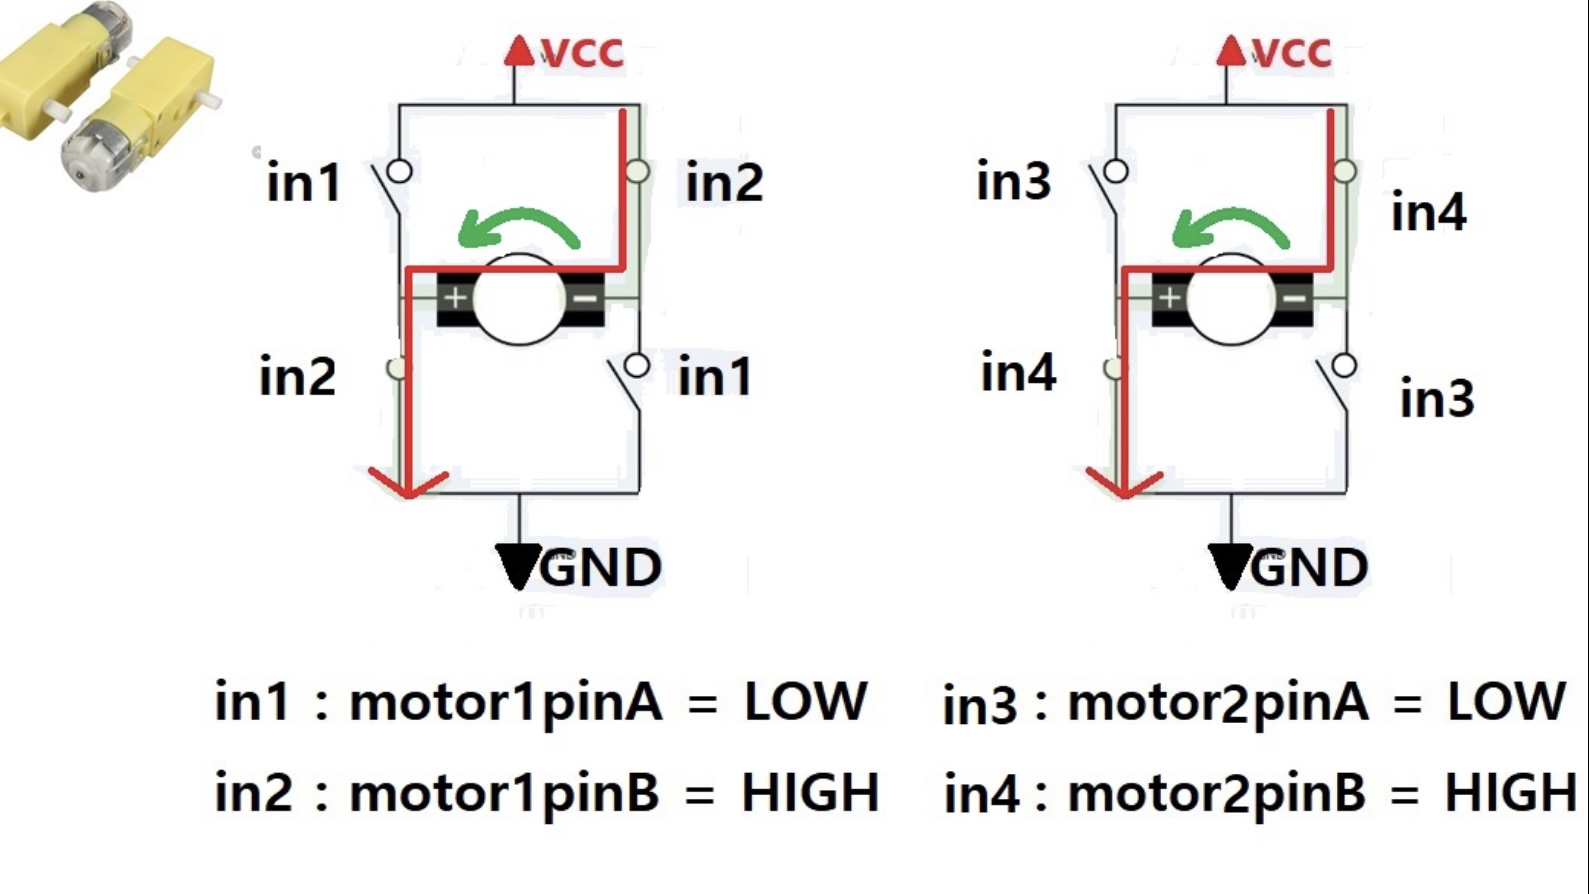 VCC
VCC
in1
in2
in3
in4
+
−
+
−
in2
in1
in4
in3
GND
GND
in1 : motor1pinA = LOW
in3 : motor2pinA = LOW
in2 : motor1pinB = HIGH
in4 : motor2pinB = HIGH